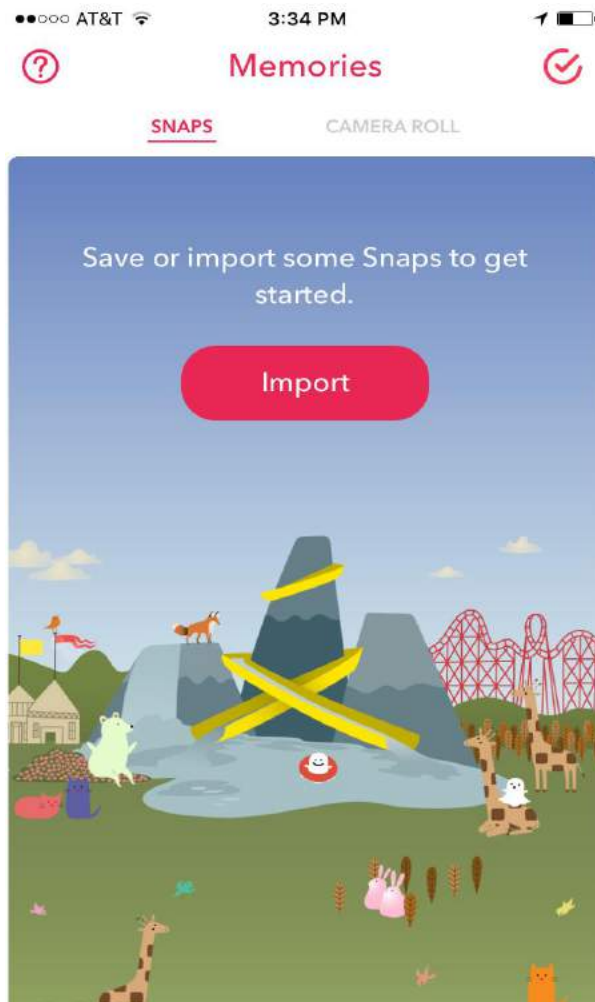 AT&T 3:34 PM
? Memories
SNAPS CAMERA ROLL
Save or import some Snaps to get
started.
Import